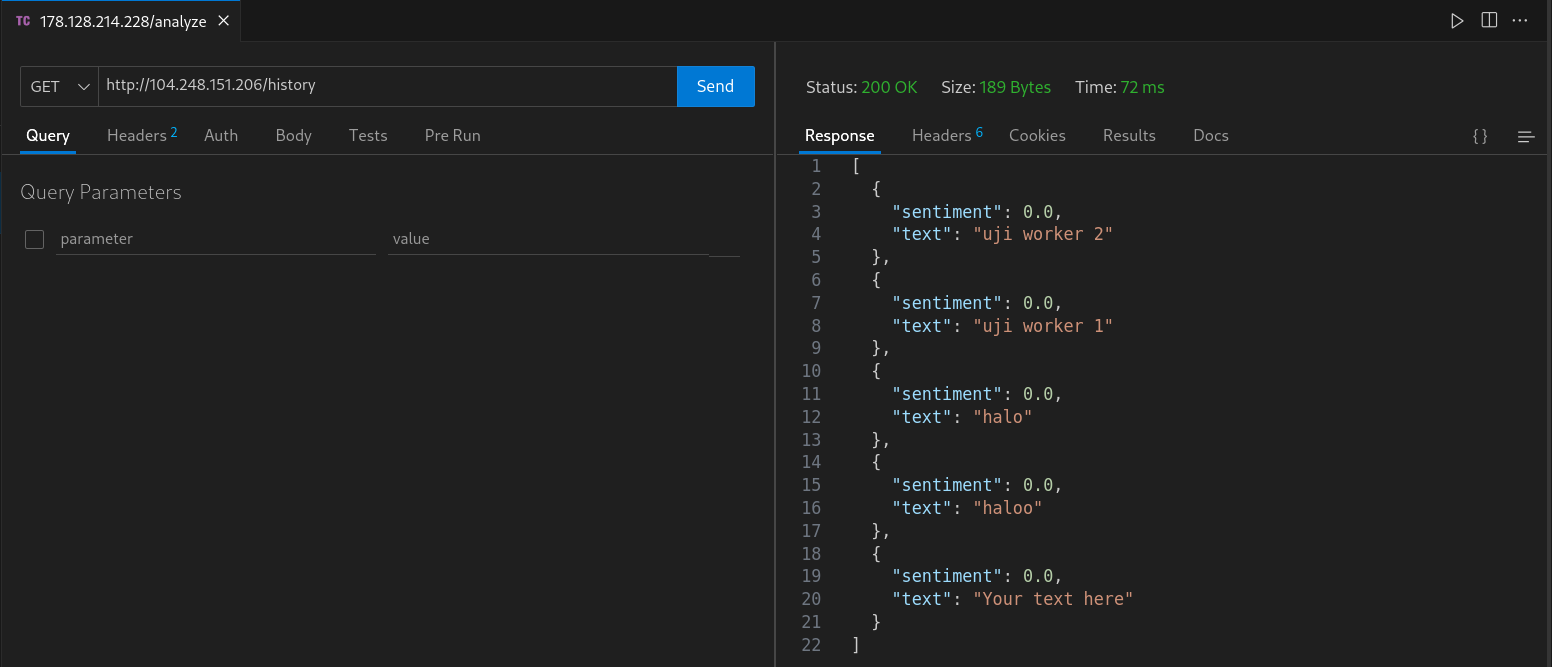 TC 178.128.214.228/analyze
GET http://104.248.151.206/history Send
Query Headers 2 Auth Body Tests Pre Run
Query Parameters
parameter value
Status: 200 OK Size: 189 Bytes Time: 72 ms
Response Headers 6 Cookies Results Docs { }
1 [
2 {
3 "sentiment": 0.0,
4 "text": "uji worker 2"
5 },
6 {
7 "sentiment": 0.0,
8 "text": "uji worker 1"
9 },
10 {
11 "sentiment": 0.0,
12 "text": "halo"
13 },
14 {
15 "sentiment": 0.0,
16 "text": "haloo"
17 },
18 {
19 "sentiment": 0.0,
20 "text": "Your text here"
21 }
22 ]